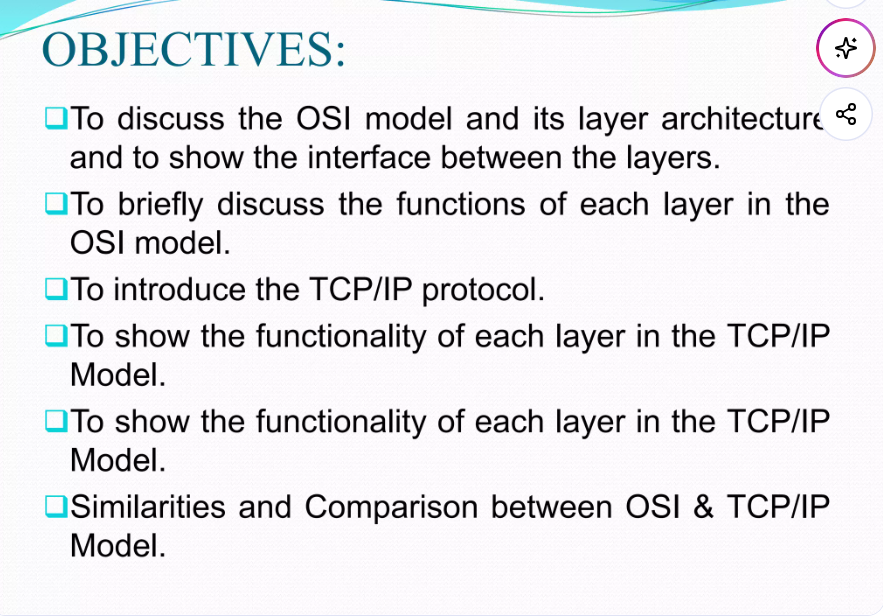 OBJECTIVES:
❑To discuss the OSI model and its layer architecture
and to show the interface between the layers.
❑To briefly discuss the functions of each layer in the
OSI model.
❑To introduce the TCP/IP protocol.
❑To show the functionality of each layer in the TCP/IP
Model.
❑To show the functionality of each layer in the TCP/IP
Model.
❑Similarities and Comparison between OSI & TCP/IP
Model.